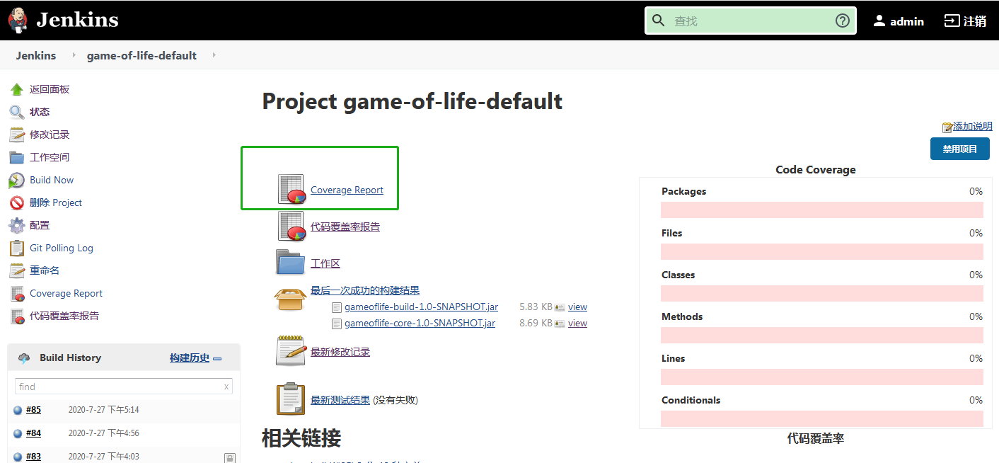 Jenkins
查找
admin
注销
Jenkins
game-of-life-default
返回面板
状态
修改记录
工作空间
Build Now
删除 Project
配置
Git Polling Log
重命名
Coverage Report
代码覆盖率报告
Build History
构建历史
find
x
#85 2020-7-27 下午5:14
#84 2020-7-27 下午4:56
#83 2020-7-27 下午4:03
Project game-of-life-default
添加说明
禁用项目
Coverage Report
代码覆盖率报告
工作区
最后一次成功的构建结果
gameoflife-build-1.0-SNAPSHOT.jar 5.83 KB view
gameoflife-core-1.0-SNAPSHOT.jar 8.69 KB view
最新修改记录
最新测试结果 (没有失败)
相关链接
Code Coverage
Packages 0%
Files 0%
Classes 0%
Methods 0%
Lines 0%
Conditionals 0%
代码覆盖率